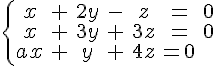 x + 2y - z = 0
x + 3y + 3z = 0
ax + y + 4z = 0